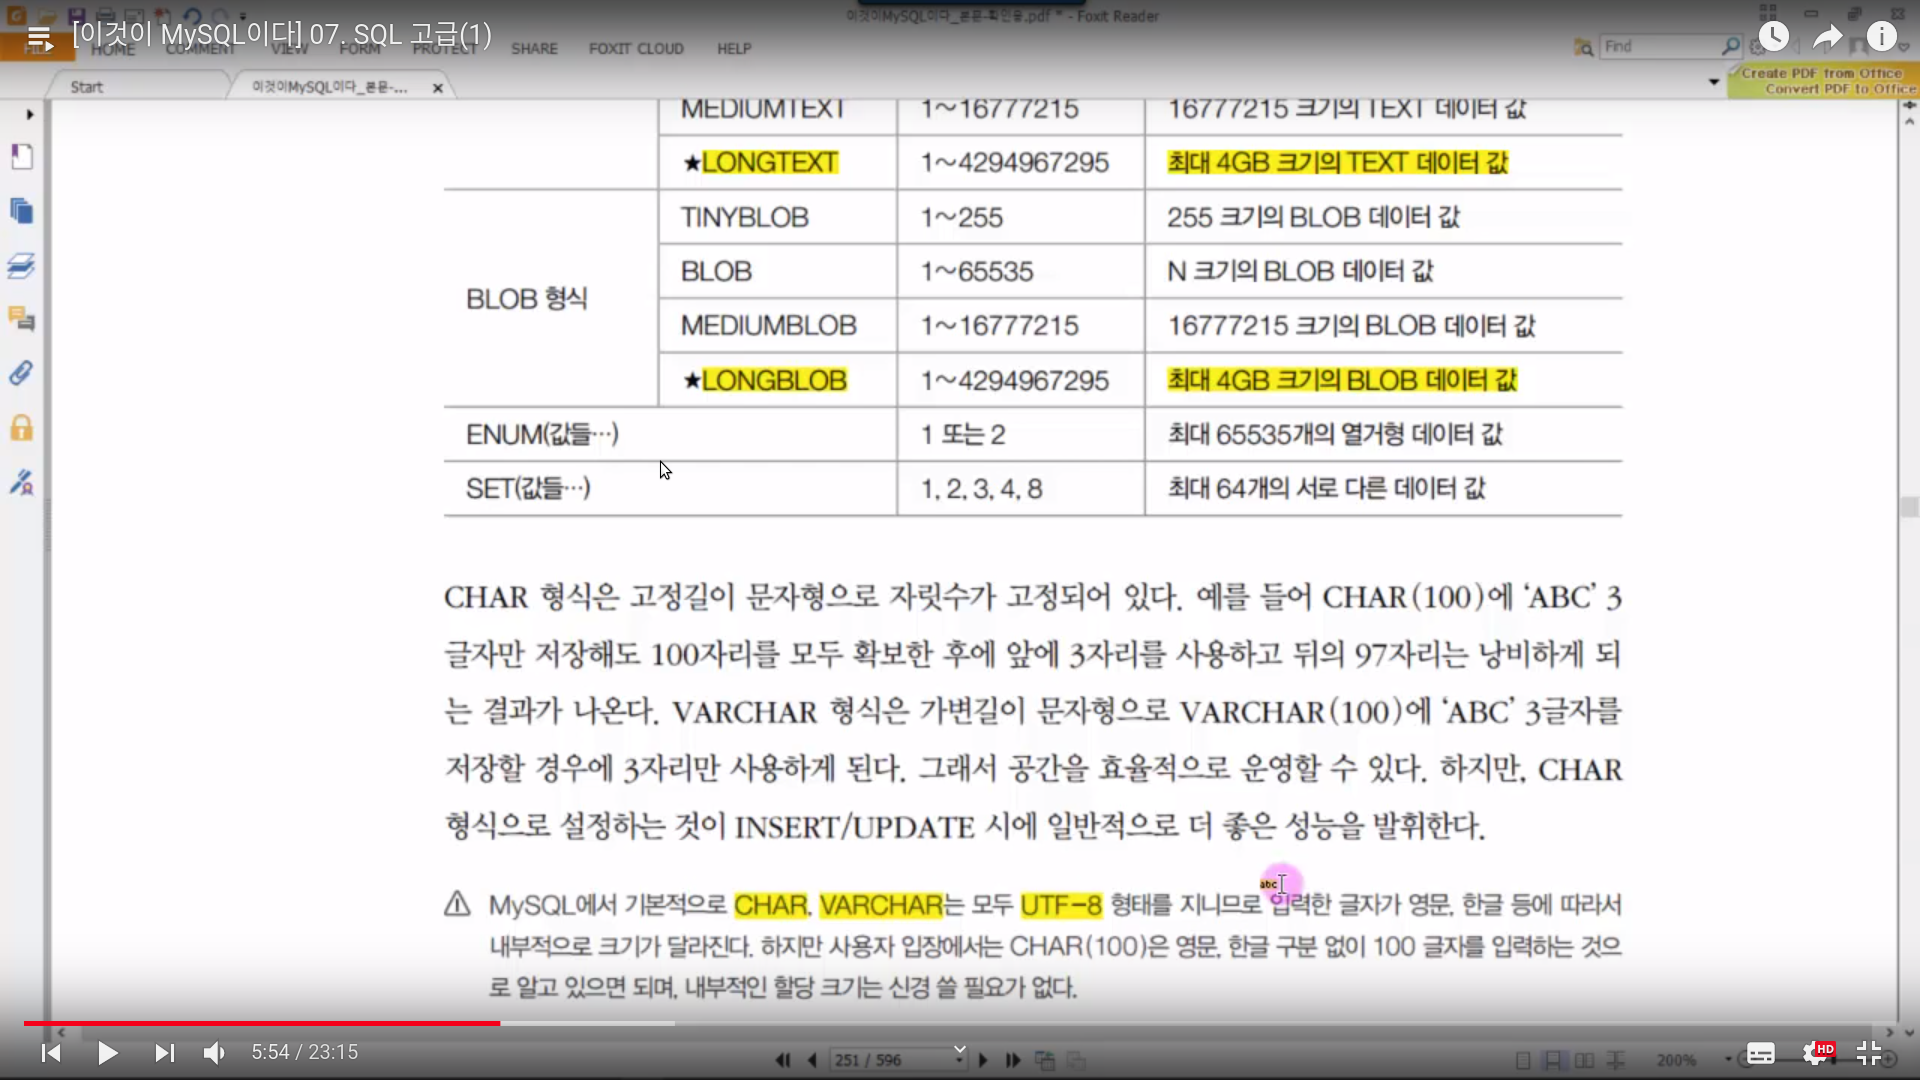 [이것이 MySQL이다] 07. SQL 고급(1)
이것이MySQL이다_본문-확인용.pdf * - Foxit Reader
FILE HOME COMMENT VIEW FORM PROTECT SHARE FOXIT CLOUD HELP
Find
Start 이것이MySQL이다_본문-...
Create PDF from Office
Convert PDF to Office
MEDIUMTEXT 1~16777215 16777215 크기의 TEXT 데이터 값
★LONGTEXT 1~4294967295 최대 4GB 크기의 TEXT 데이터 값
TINYBLOB 1~255 255 크기의 BLOB 데이터 값
BLOB 1~65535 N 크기의 BLOB 데이터 값
BLOB 형식
MEDIUMBLOB 1~16777215 16777215 크기의 BLOB 데이터 값
★LONGBLOB 1~4294967295 최대 4GB 크기의 BLOB 데이터 값
ENUM(값들…) 1 또는 2 최대 65535개의 열거형 데이터 값
SET(값들…) 1, 2, 3, 4, 8 최대 64개의 서로 다른 데이터 값
CHAR 형식은 고정길이 문자형으로 자릿수가 고정되어 있다. 예를 들어 CHAR(100)에 ‘ABC’ 3
글자만 저장해도 100자리를 모두 확보한 후에 앞에 3자리를 사용하고 뒤의 97자리는 낭비하게 되
는 결과가 나온다. VARCHAR 형식은 가변길이 문자형으로 VARCHAR(100)에 ‘ABC’ 3글자를
저장할 경우에 3자리만 사용하게 된다. 그래서 공간을 효율적으로 운영할 수 있다. 하지만, CHAR
형식으로 설정하는 것이 INSERT/UPDATE 시에 일반적으로 더 좋은 성능을 발휘한다.
abc
MySQL에서 기본적으로 CHAR, VARCHAR는 모두 UTF-8 형태를 지니므로 입력한 글자가 영문, 한글 등에 따라서
내부적으로 크기가 달라진다. 하지만 사용자 입장에서는 CHAR(100)은 영문, 한글 구분 없이 100 글자를 입력하는 것으
로 알고 있으면 되며, 내부적인 할당 크기는 신경 쓸 필요가 없다.
5:54 / 23:15
251 / 596
200%
HD